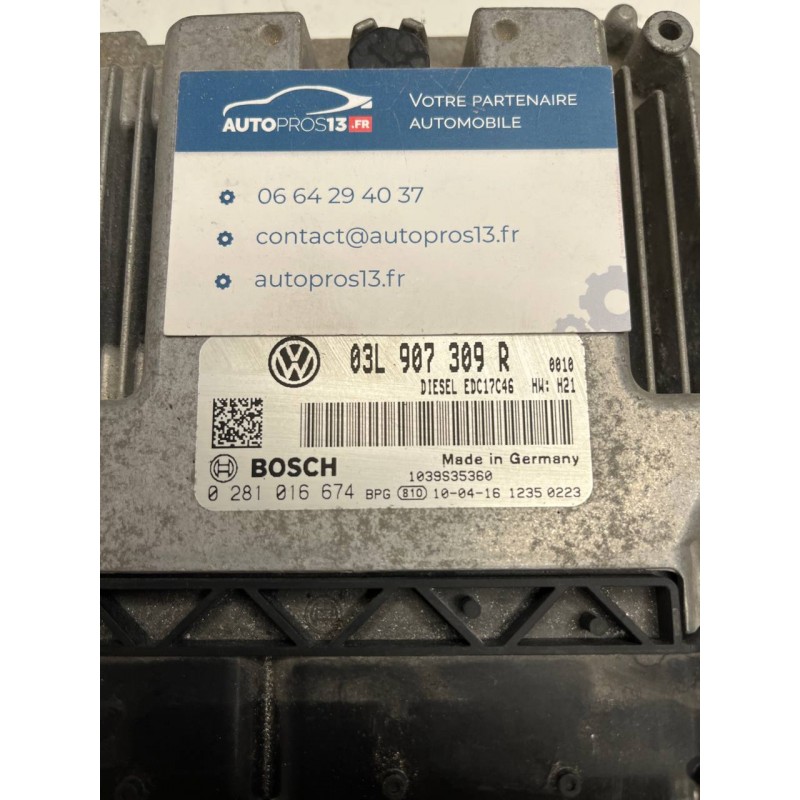 AUTOPROS13.FR
VOTRE PARTENAIRE
AUTOMOBILE
06 64 29 40 37
contact@autopros13.fr
autopros13.fr
VW 03L 907 309 R 0010
DIESEL EDC17C46 HW: H21
BOSCH Made in Germany
1039S35360
0 281 016 674 BPG 810 10-04-16 1235 0223